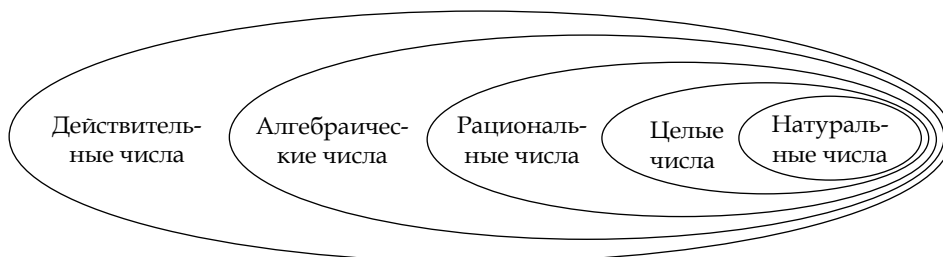 Действитель-
ные числа
Алгебраичес-
кие числа
Рациональ-
ные числа
Целые
числа
Натураль-
ные числа